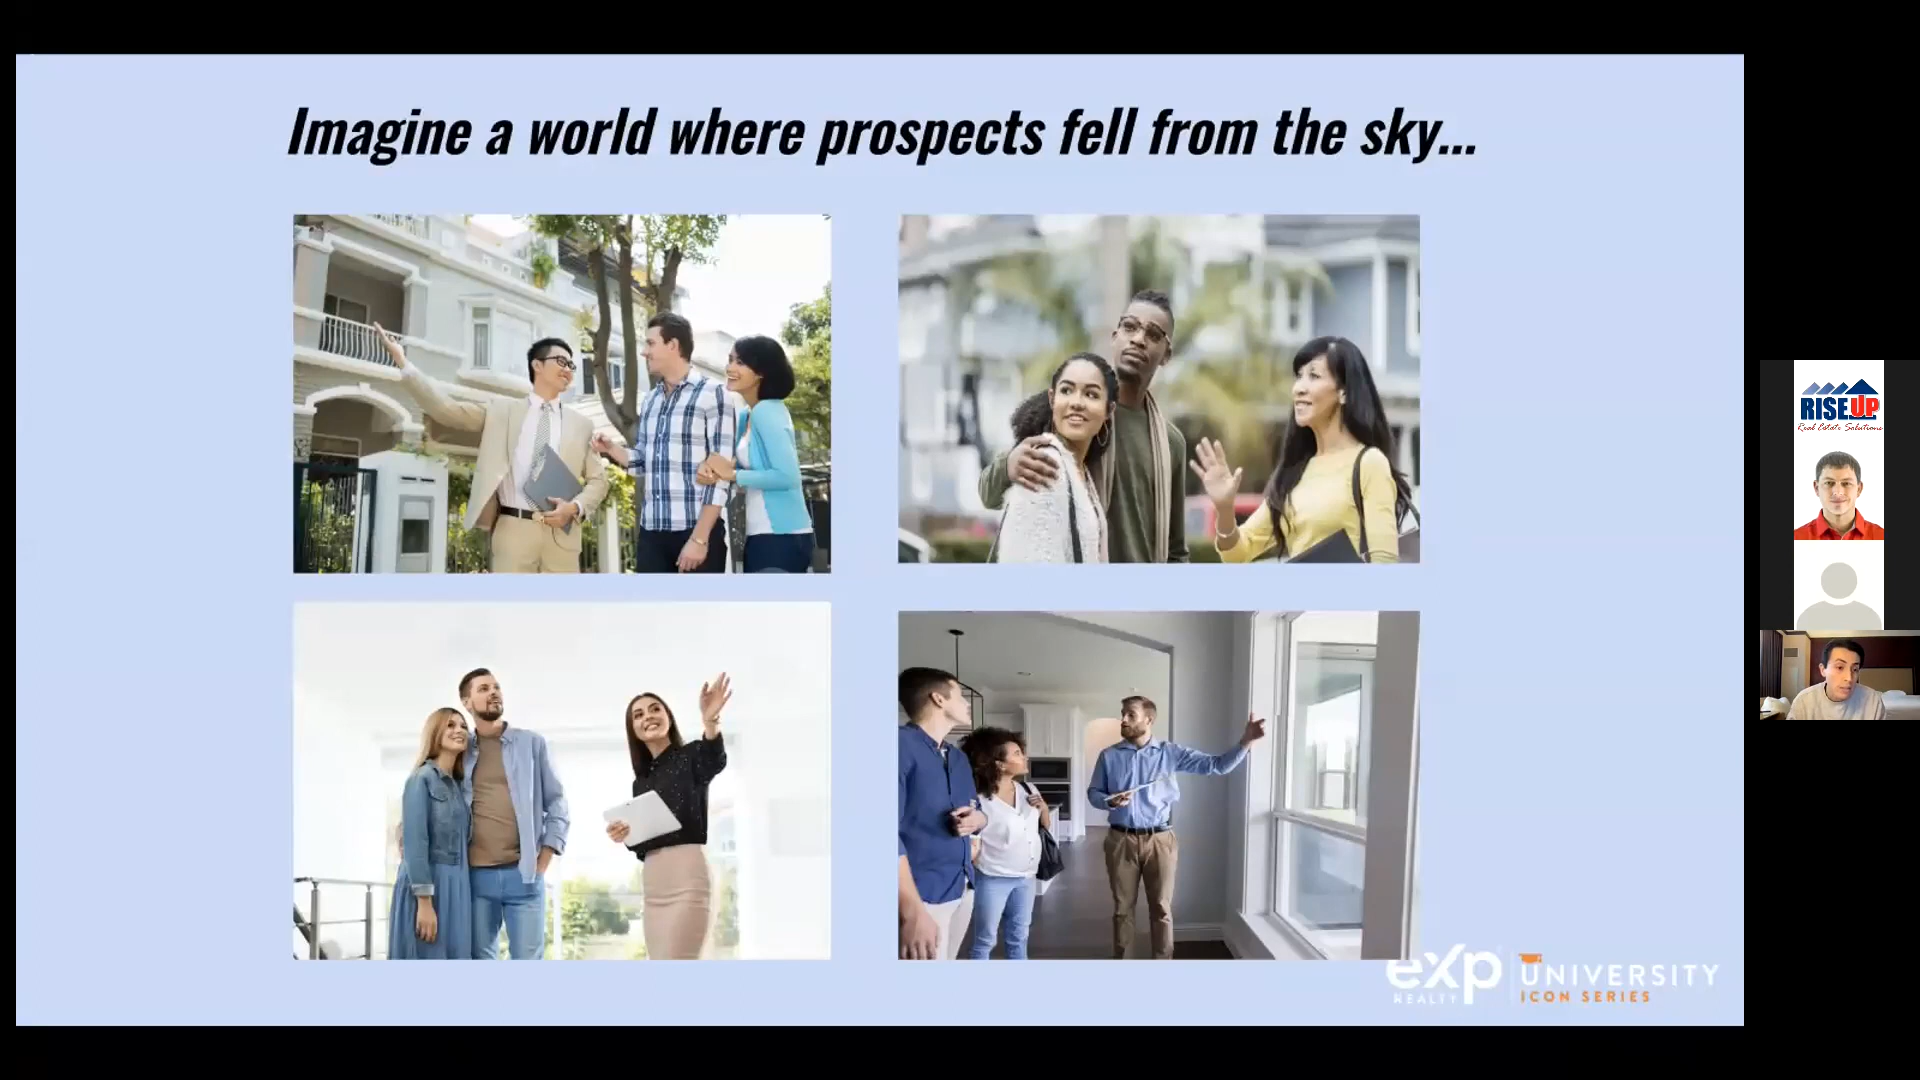 Imagine a world where prospects fell from the sky...
RISEUP
Real Estate Solutions
exp
REALTY
UNIVERSITY
ICON SERIES